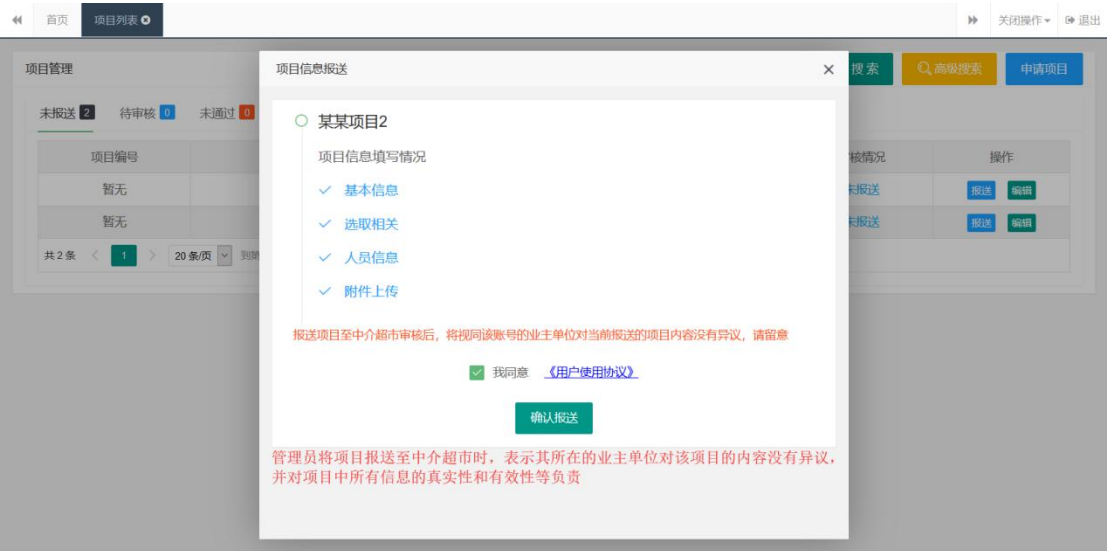 首页
项目列表
关闭操作
退出
项目管理
搜索
高级搜索
申请项目
未报送 2
待审核 0
未通过 0
项目编号
核情况
操作
暂无
未报送
报送
编辑
暂无
未报送
报送
编辑
共 2 条
1
20 条/页
到第
项目信息报送
某某项目2
项目信息填写情况
基本信息
选取相关
人员信息
附件上传
报送项目至中介超市审核后，将视同该账号的业主单位对当前报送的项目内容没有异议，请留意
我同意 《用户使用协议》
确认报送
管理员将项目报送至中介超市时，表示其所在的业主单位对该项目的内容没有异议，
并对项目中所有信息的真实性和有效性等负责